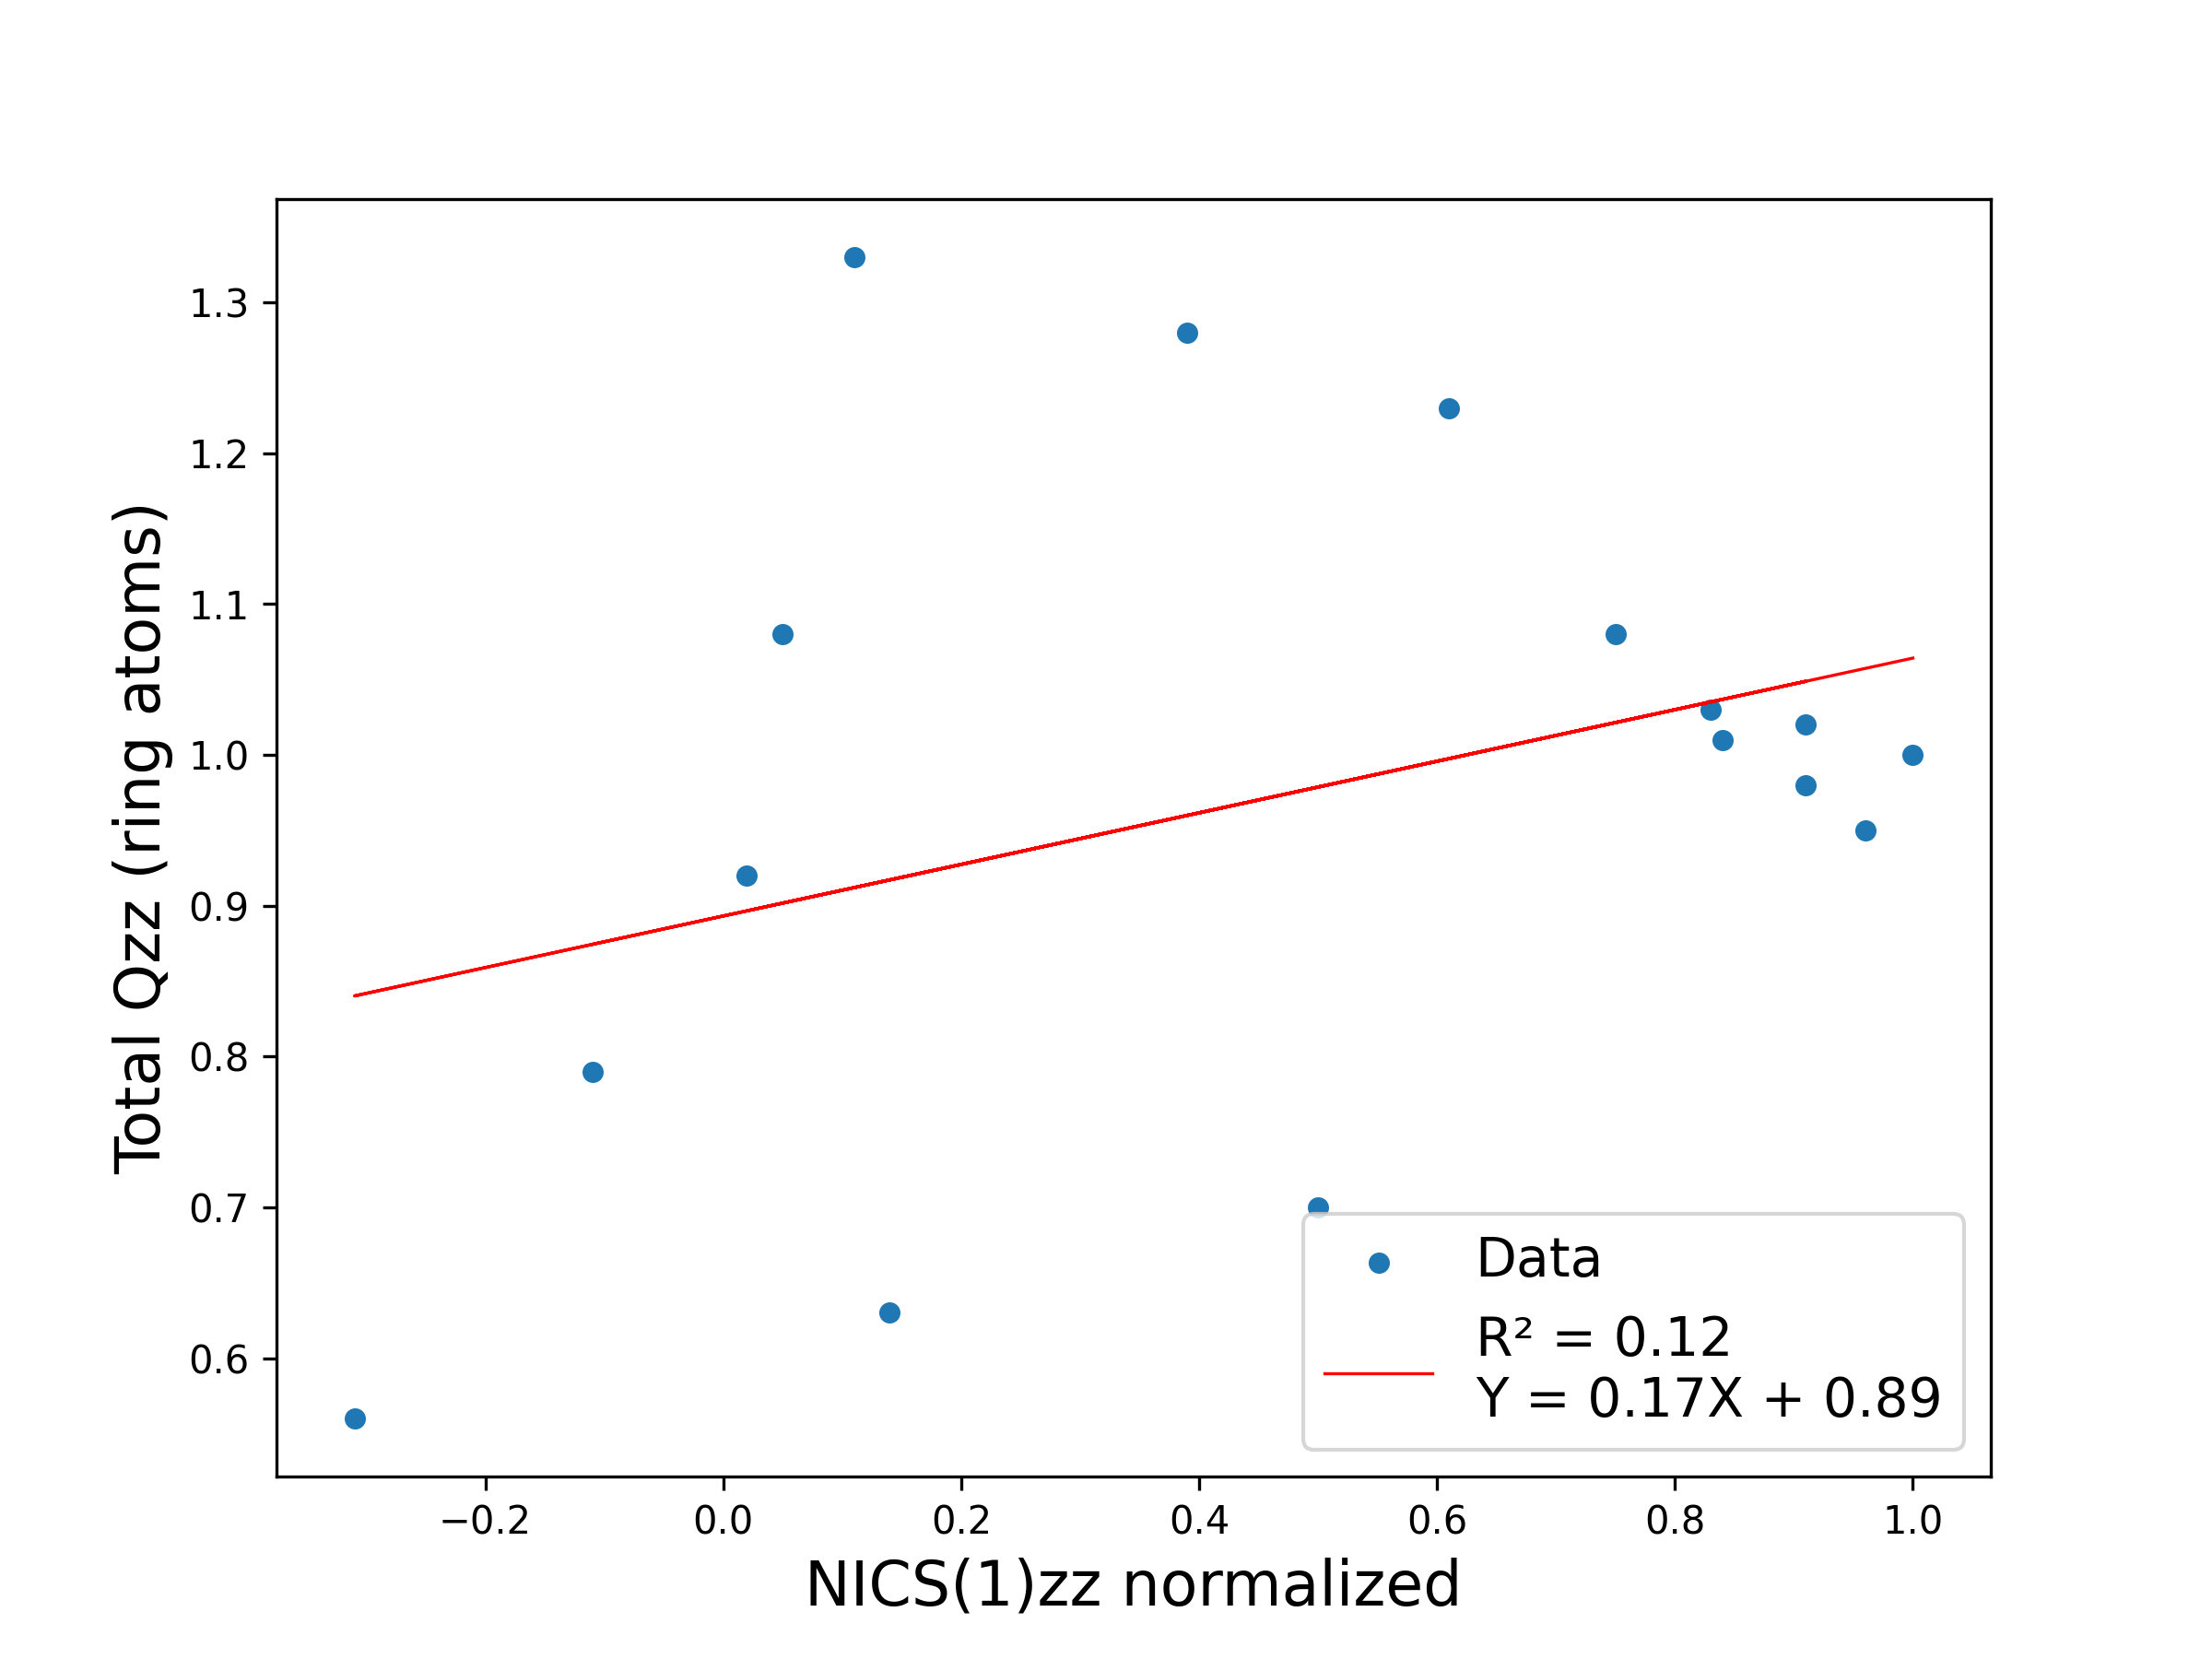 1.3
1.2
1.1
1.0
0.9
0.8
0.7
0.6
Total Qzz (ring atoms)
Data
R² = 0.12
Y = 0.17X + 0.89
−0.2 0.0 0.2 0.4 0.6 0.8 1.0
NICS(1)zz normalized